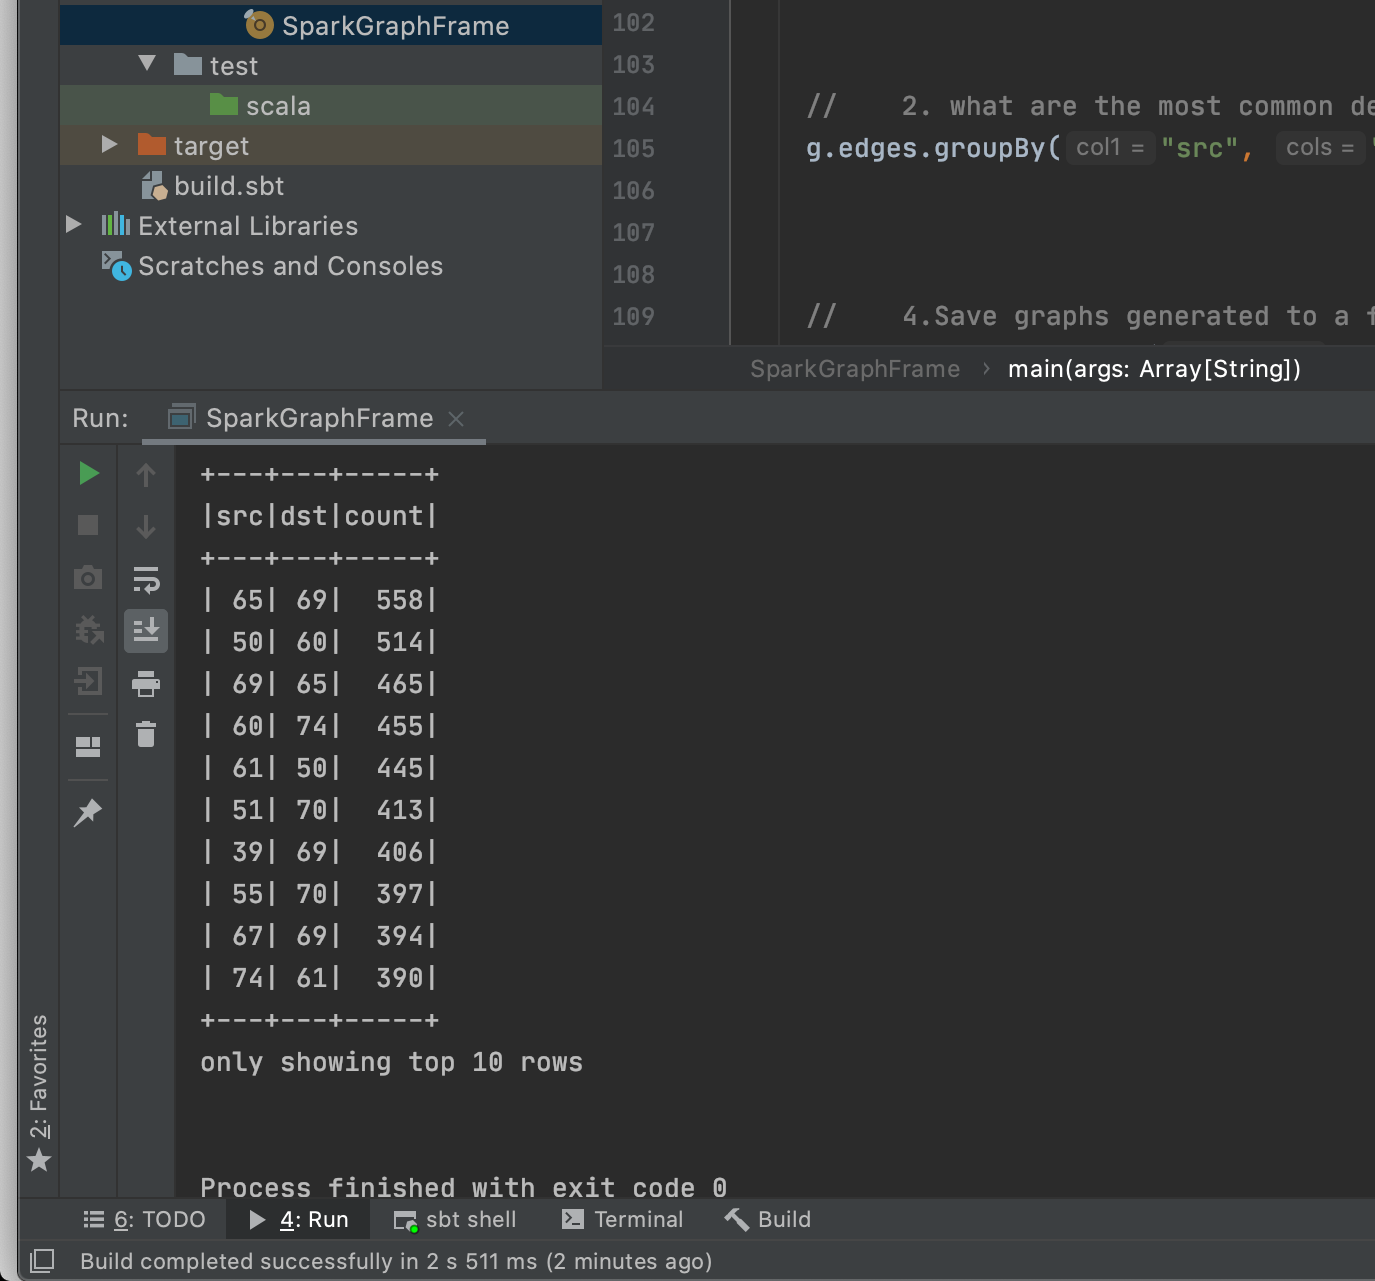 SparkGraphFrame
test
scala
target
build.sbt
External Libraries
Scratches and Consoles
102
103
104 // 2. what are the most common de
105 g.edges.groupBy( col1 = "src", cols = "
106
107
108
109 // 4.Save graphs generated to a f
SparkGraphFrame › main(args: Array[String])
Run: SparkGraphFrame
+---+---+-----+
|src|dst|count|
+---+---+-----+
| 65| 69|  558|
| 50| 60|  514|
| 69| 65|  465|
| 60| 74|  455|
| 61| 50|  445|
| 51| 70|  413|
| 39| 69|  406|
| 55| 70|  397|
| 67| 69|  394|
| 74| 61|  390|
+---+---+-----+
only showing top 10 rows
Process finished with exit code 0
2: Favorites
6: TODO 4: Run sbt shell Terminal Build
Build completed successfully in 2 s 511 ms (2 minutes ago)